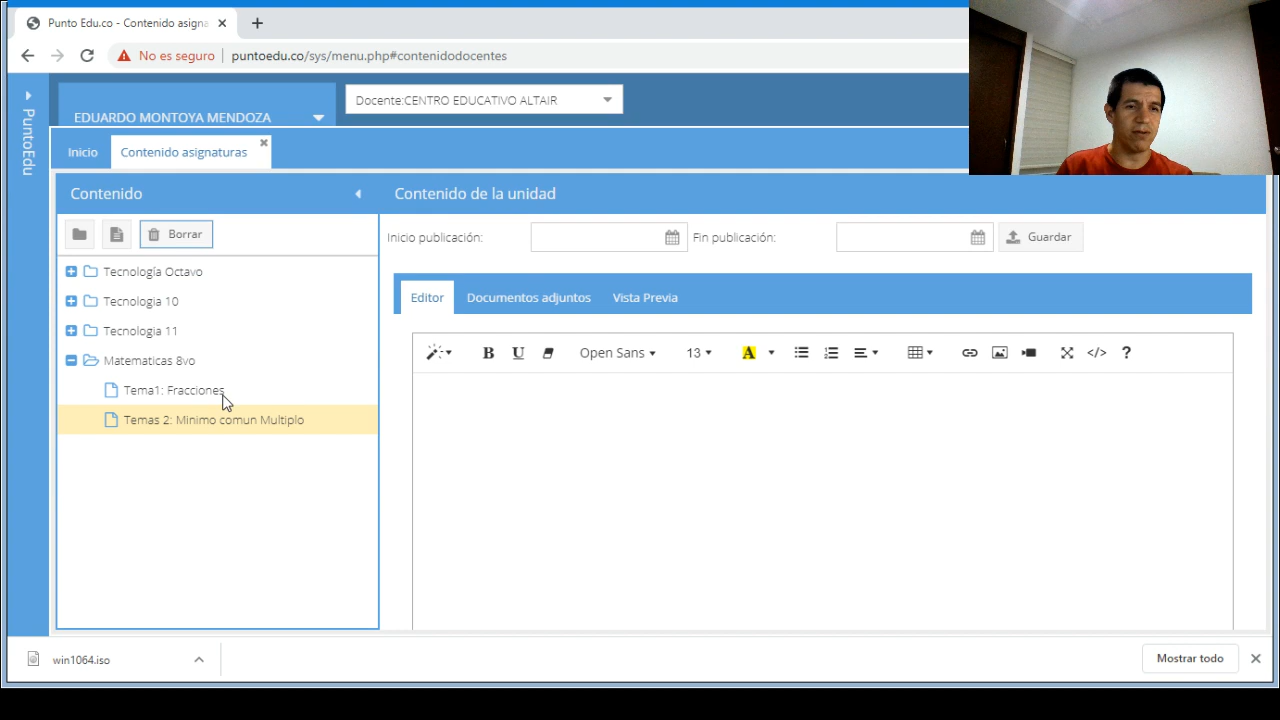 Punto Edu.co - Contenido asigna
No es seguro
puntoedu.co/sys/menu.php#contenidodocentes
PuntoEdu
EDUARDO MONTOYA MENDOZA
Docente:CENTRO EDUCATIVO ALTAIR
Inicio
Contenido asignaturas
Contenido
Contenido de la unidad
Borrar
Inicio publicación:
Fin publicación:
Guardar
Tecnología Octavo
Tecnologia 10
Tecnologia 11
Matematicas 8vo
Tema1: Fracciones
Temas 2: Minimo comun Multiplo
Editor
Documentos adjuntos
Vista Previa
B U Open Sans 13 A </> ?
win1064.iso
Mostrar todo